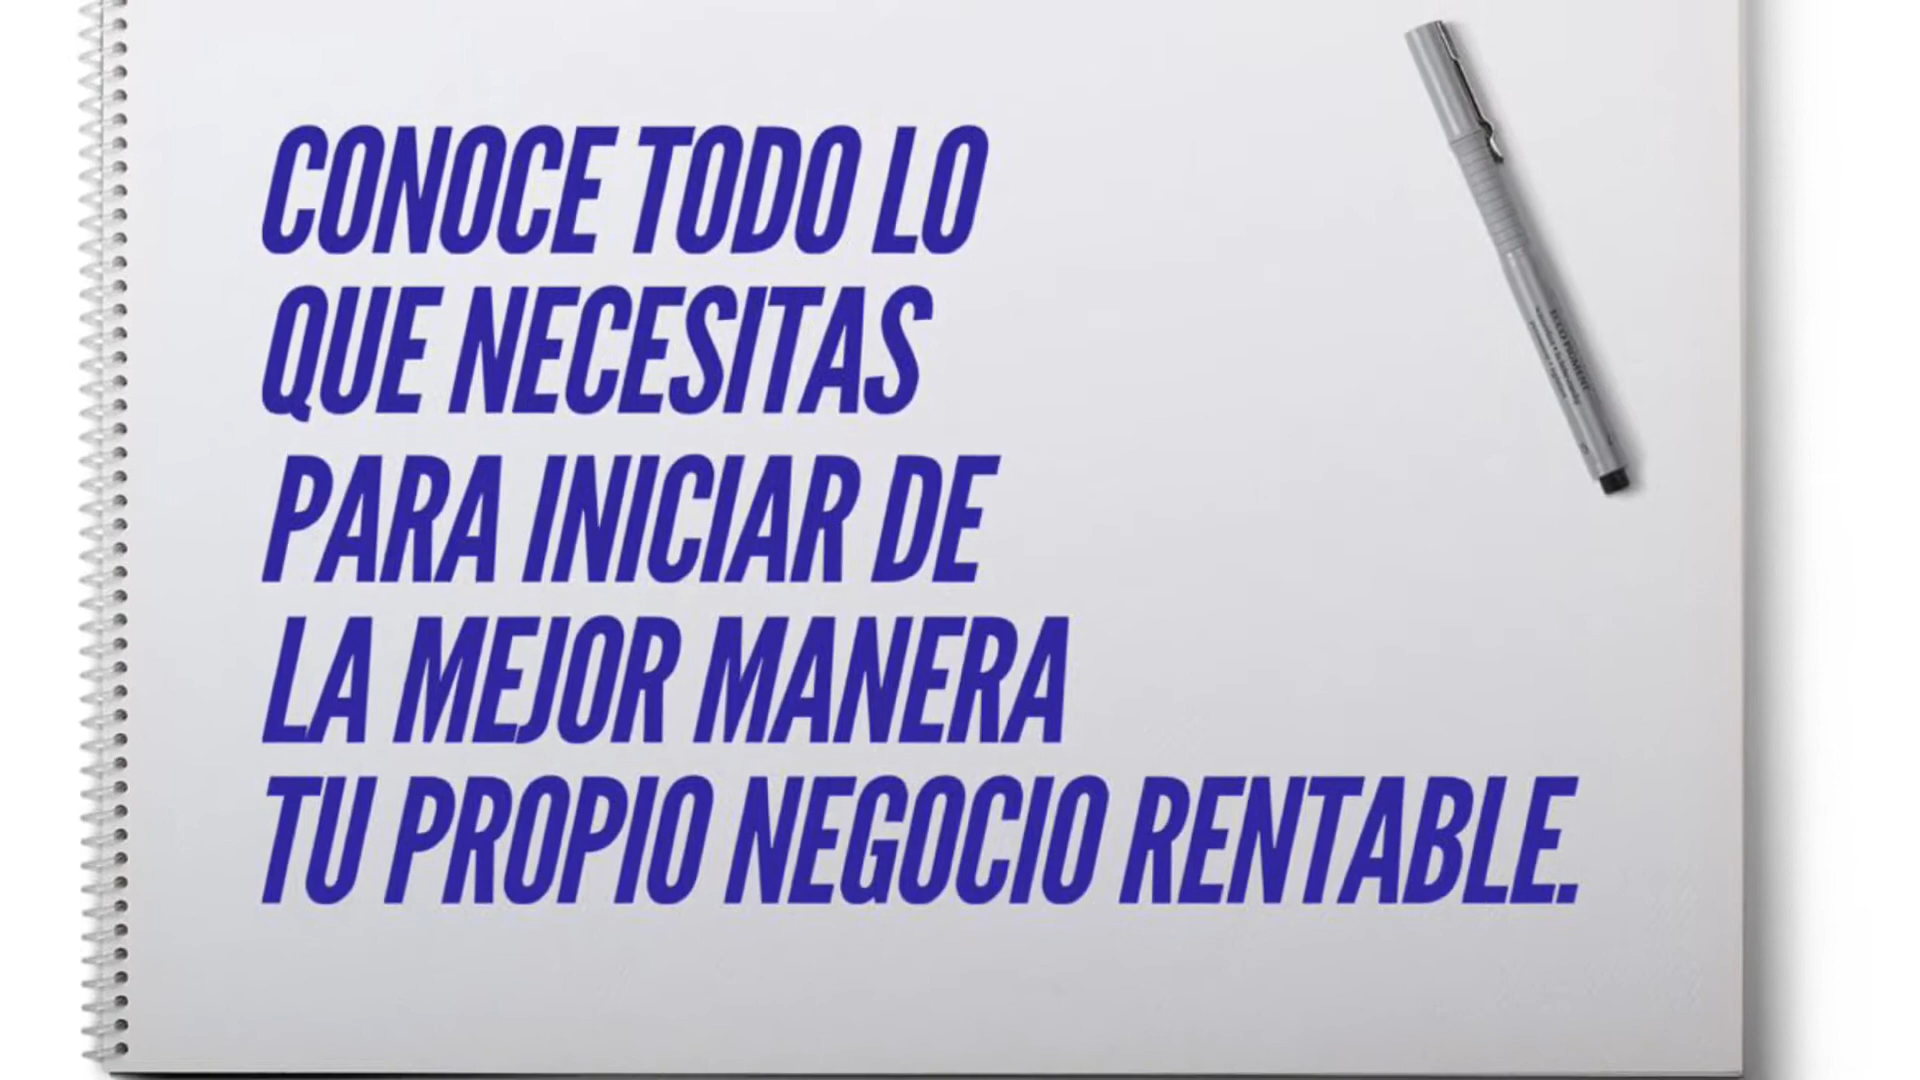 CONOCE TODO LO
QUE NECESITAS
PARA INICIAR DE
LA MEJOR MANERA
TU PROPIO NEGOCIO RENTABLE.